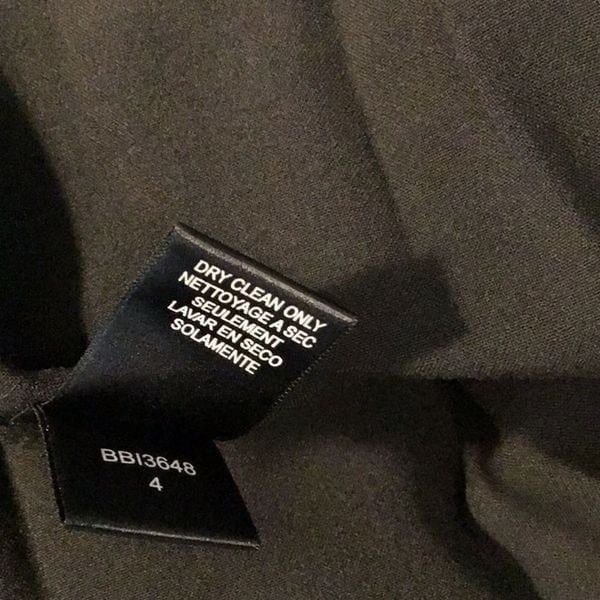 DRY CLEAN ONLY
NETTOYAGE A SEC
SEULEMENT
LAVAR EN SECO
SOLAMENTE
BBI3648
4